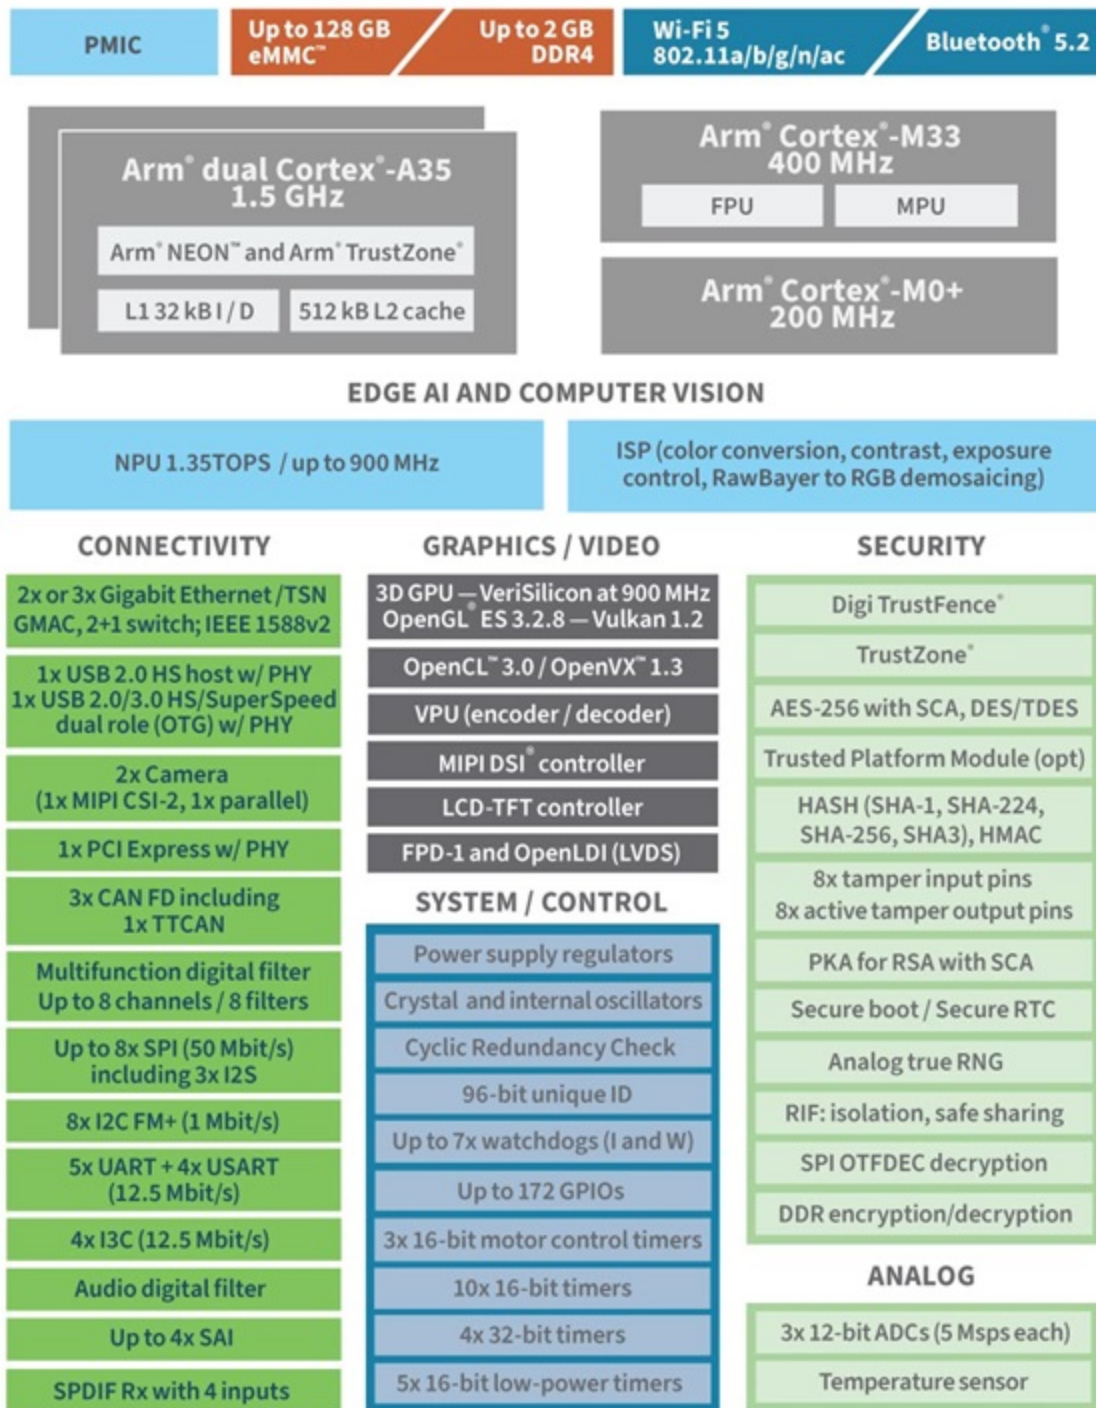 PMIC
Up to 128 GB
eMMC™
Up to 2 GB
DDR4
Wi-Fi 5
802.11a/b/g/n/ac
Bluetooth® 5.2
Arm® dual Cortex®-A35
1.5 GHz
Arm® NEON™ and Arm® TrustZone®
L1 32 kB I / D
512 kB L2 cache
Arm® Cortex®-M33
400 MHz
FPU
MPU
Arm® Cortex®-M0+
200 MHz
EDGE AI AND COMPUTER VISION
NPU 1.35TOPS / up to 900 MHz
ISP (color conversion, contrast, exposure
control, RawBayer to RGB demosaicing)
CONNECTIVITY
2x or 3x Gigabit Ethernet /TSN
GMAC, 2+1 switch; IEEE 1588v2
1x USB 2.0 HS host w/ PHY
1x USB 2.0/3.0 HS/SuperSpeed
dual role (OTG) w/ PHY
2x Camera
(1x MIPI CSI-2, 1x parallel)
1x PCI Express w/ PHY
3x CAN FD including
1x TTCAN
Multifunction digital filter
Up to 8 channels / 8 filters
Up to 8x SPI (50 Mbit/s)
including 3x I2S
8x I2C FM+ (1 Mbit/s)
5x UART + 4x USART
(12.5 Mbit/s)
4x I3C (12.5 Mbit/s)
Audio digital filter
Up to 4x SAI
SPDIF Rx with 4 inputs
GRAPHICS / VIDEO
3D GPU — VeriSilicon at 900 MHz
OpenGL® ES 3.2.8 — Vulkan 1.2
OpenCL™ 3.0 / OpenVX™ 1.3
VPU (encoder / decoder)
MIPI DSI® controller
LCD-TFT controller
FPD-1 and OpenLDI (LVDS)
SYSTEM / CONTROL
Power supply regulators
Crystal and internal oscillators
Cyclic Redundancy Check
96-bit unique ID
Up to 7x watchdogs (I and W)
Up to 172 GPIOs
3x 16-bit motor control timers
10x 16-bit timers
4x 32-bit timers
5x 16-bit low-power timers
SECURITY
Digi TrustFence®
TrustZone®
AES-256 with SCA, DES/TDES
Trusted Platform Module (opt)
HASH (SHA-1, SHA-224,
SHA-256, SHA3), HMAC
8x tamper input pins
8x active tamper output pins
PKA for RSA with SCA
Secure boot / Secure RTC
Analog true RNG
RIF: isolation, safe sharing
SPI OTFDEC decryption
DDR encryption/decryption
ANALOG
3x 12-bit ADCs (5 Msps each)
Temperature sensor